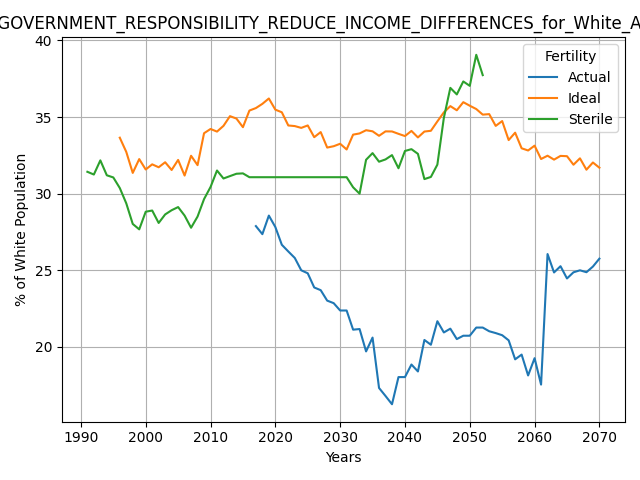 GOVERNMENT_RESPONSIBILITY_REDUCE_INCOME_DIFFERENCES_for_White_A
Fertility
Actual
Ideal
Sterile
% of White Population
40
35
30
25
20
1990 2000 2010 2020 2030 2040 2050 2060 2070
Years